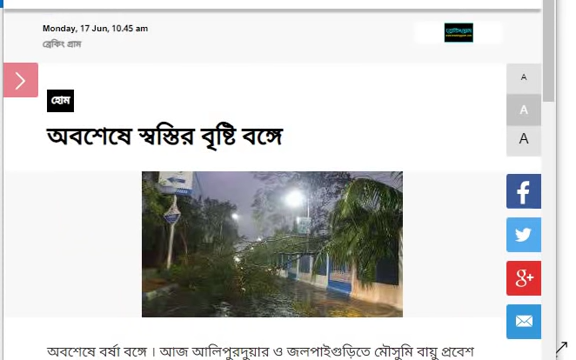 Monday, 17 Jun, 10.45 am
ব্রেকিং গ্রাম
A
হোম
A
অবশেষে স্বস্তির বৃষ্টি বঙ্গে
A
f
g+
অবশেষে বর্ষা বঙ্গে । আজ আলিপুরদুয়ার ও জলপাইগুড়িতে মৌসুমি বায়ু প্রবেশ